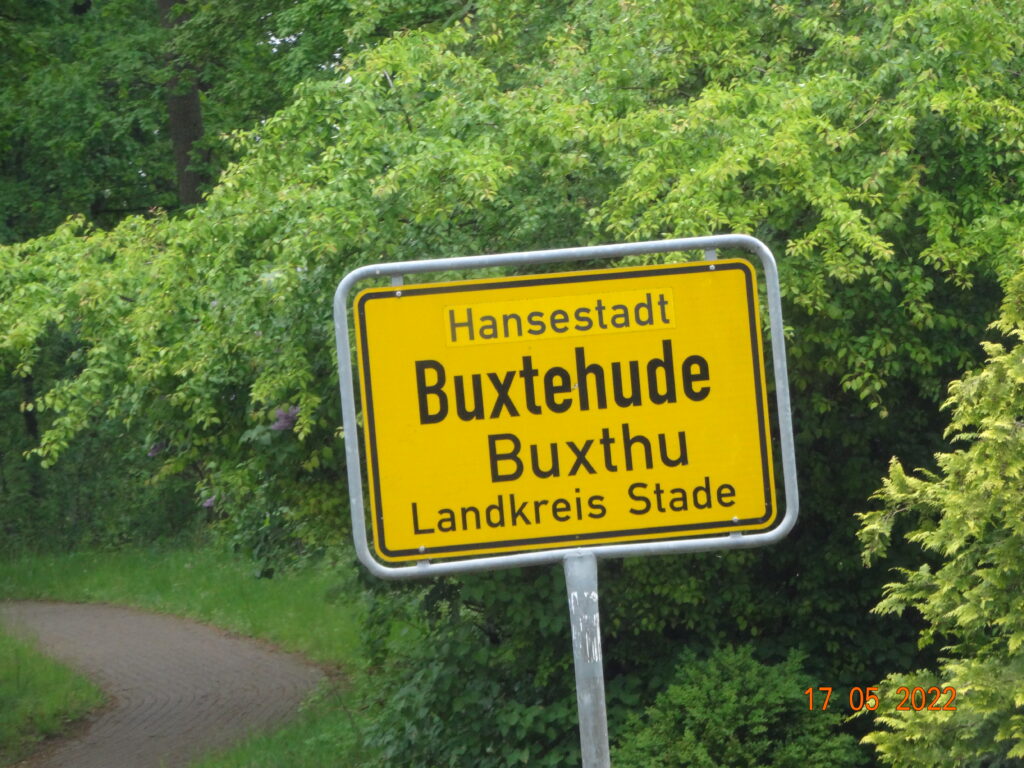 Hansestadt
Buxtehude
Buxthu
Landkreis Stade
17 05 2022